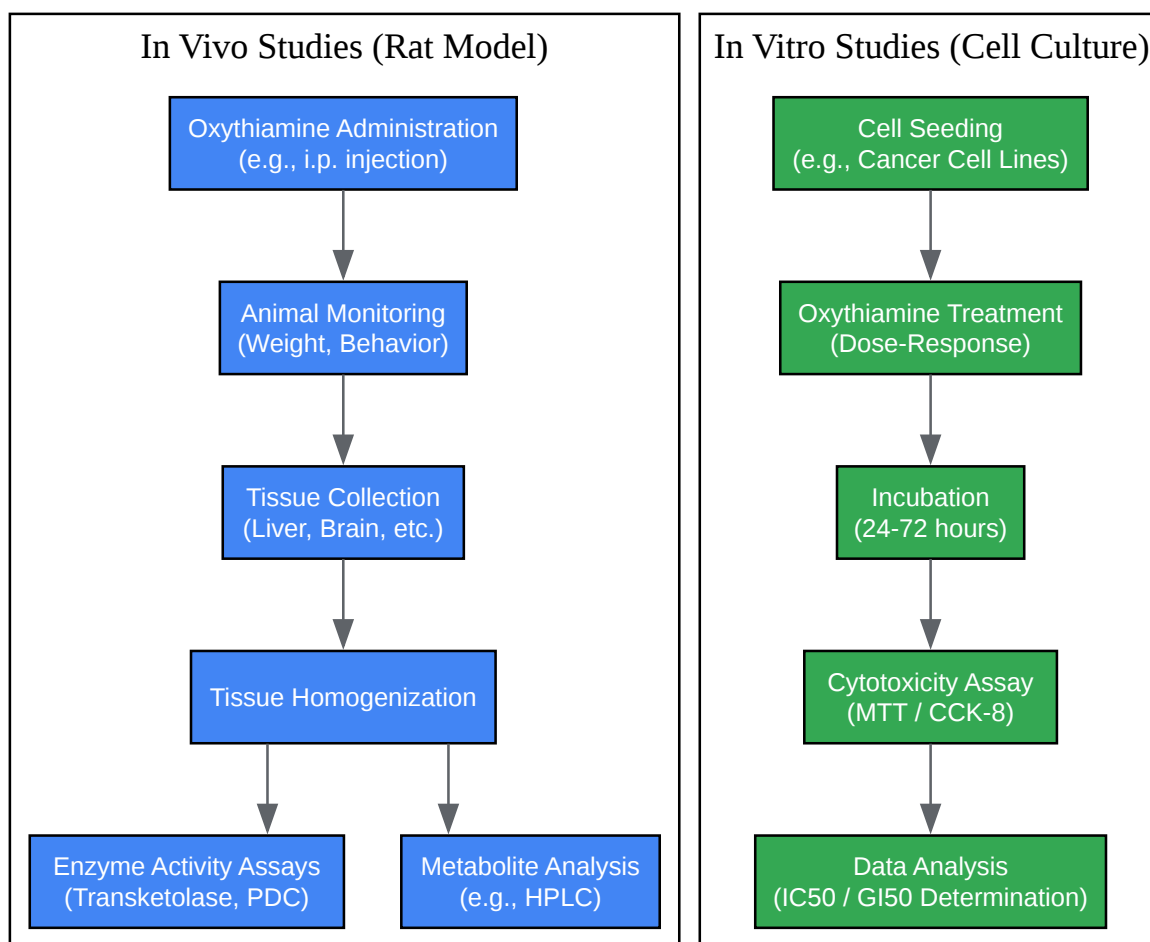 In Vivo Studies (Rat Model)
Oxythiamine Administration
(e.g., i.p. injection)
Animal Monitoring
(Weight, Behavior)
Tissue Collection
(Liver, Brain, etc.)
Tissue Homogenization
Enzyme Activity Assays
(Transketolase, PDC)
Metabolite Analysis
(e.g., HPLC)
In Vitro Studies (Cell Culture)
Cell Seeding
(e.g., Cancer Cell Lines)
Oxythiamine Treatment
(Dose-Response)
Incubation
(24-72 hours)
Cytotoxicity Assay
(MTT / CCK-8)
Data Analysis
(IC50 / GI50 Determination)